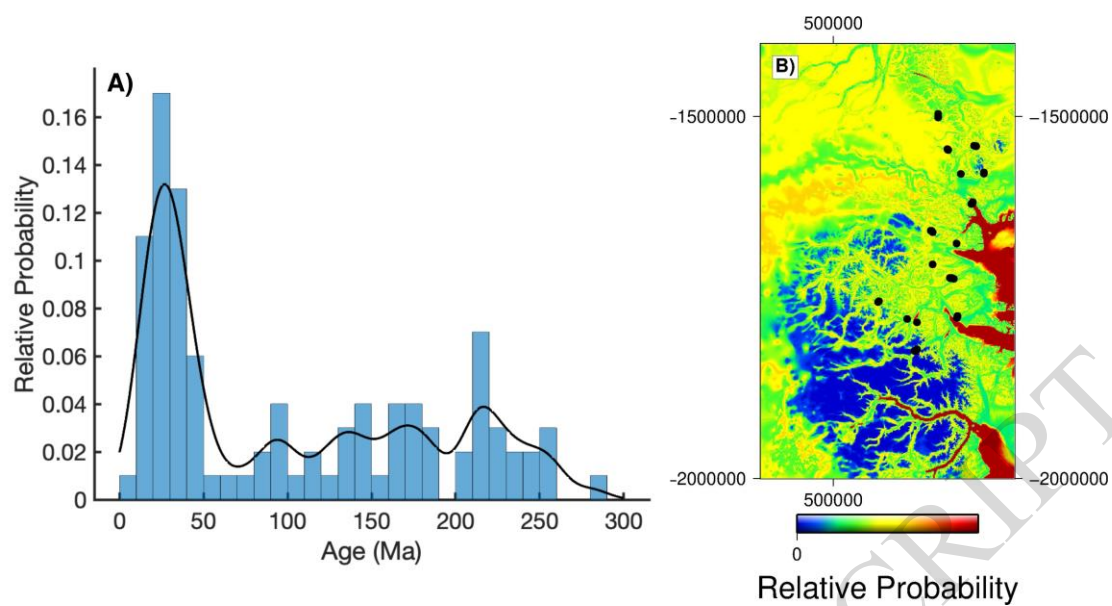 A)
0.16
0.14
0.12
0.1
0.08
0.06
0.04
0.02
0
Relative Probability
0 50 100 150 200 250 300
Age (Ma)
500000
B)
−1500000 −1500000
−2000000 −2000000
500000
0
Relative Probability
CRIPT